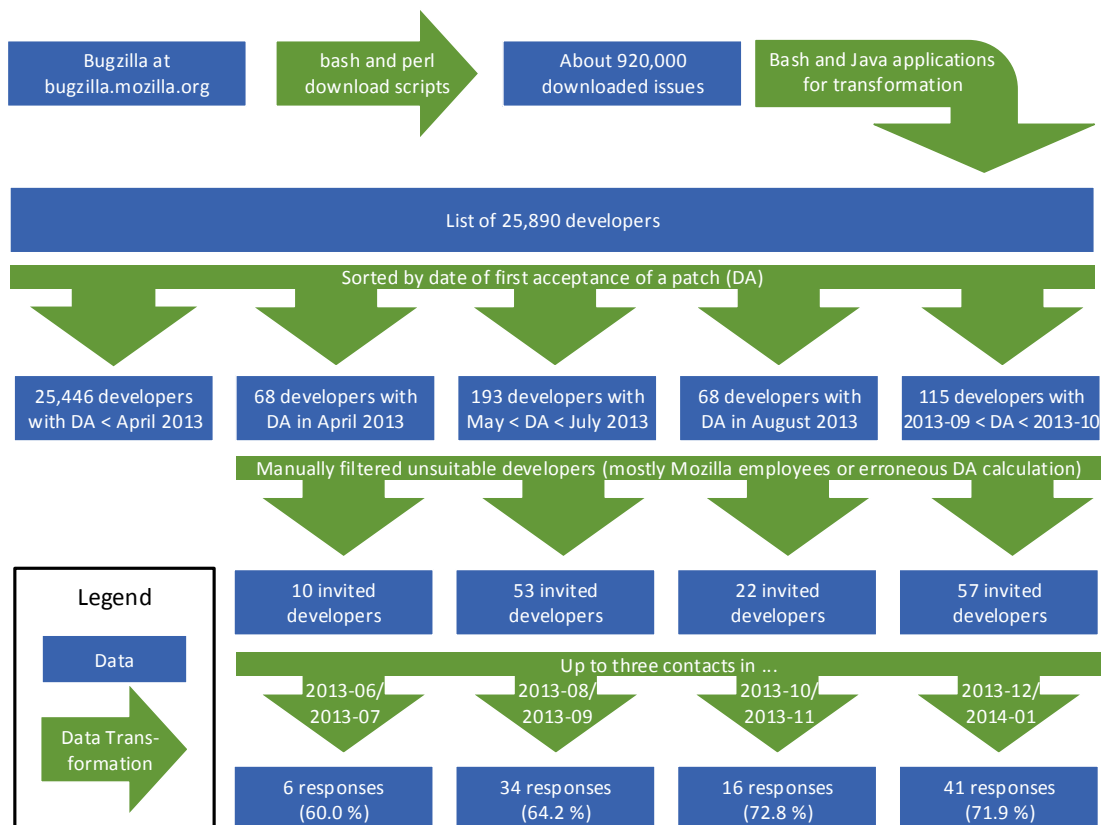 Bugzilla at
bugzilla.mozilla.org
bash and perl
download scripts
About 920,000
downloaded issues
Bash and Java applications
for transformation
List of 25,890 developers
Sorted by date of first acceptance of a patch (DA)
25,446 developers
with DA < April 2013
68 developers with
DA in April 2013
193 developers with
May < DA < July 2013
68 developers with
DA in August 2013
115 developers with
2013-09 < DA < 2013-10
Manually filtered unsuitable developers (mostly Mozilla employees or erroneous DA calculation)
10 invited
developers
53 invited
developers
22 invited
developers
57 invited
developers
Up to three contacts in ...
2013-06/
2013-07
2013-08/
2013-09
2013-10/
2013-11
2013-12/
2014-01
6 responses
(60.0 %)
34 responses
(64.2 %)
16 responses
(72.8 %)
41 responses
(71.9 %)
Legend
Data
Data Trans-
formation